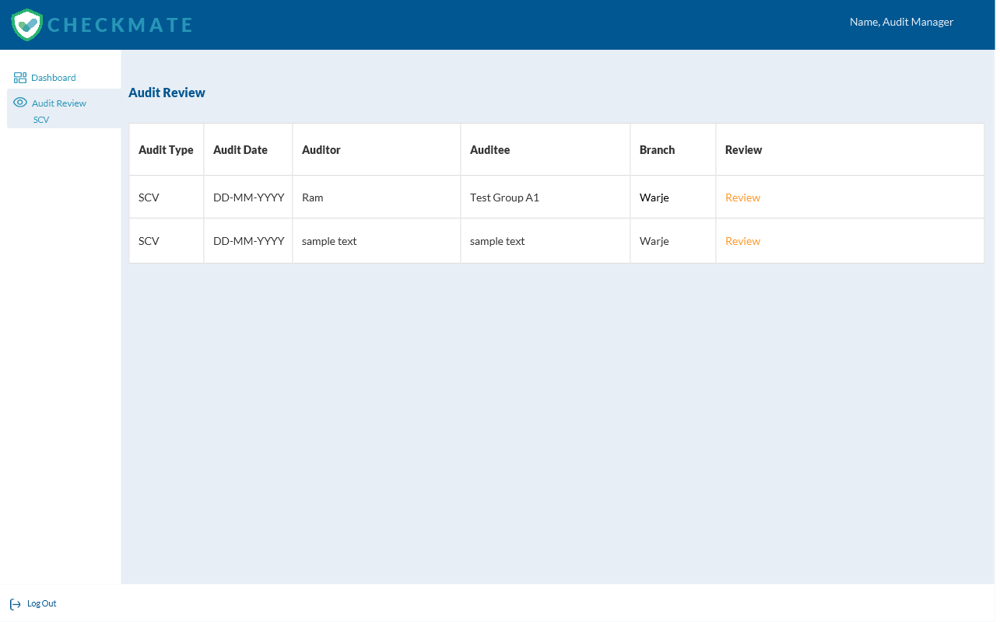 CHECKMATE
Name, Audit Manager
Dashboard
Audit Review
SCV
Audit Review
Audit Type Audit Date Auditor Auditee Branch Review
SCV DD-MM-YYYY Ram Test Group A1 Warje Review
SCV DD-MM-YYYY sample text sample text Warje Review
Log Out